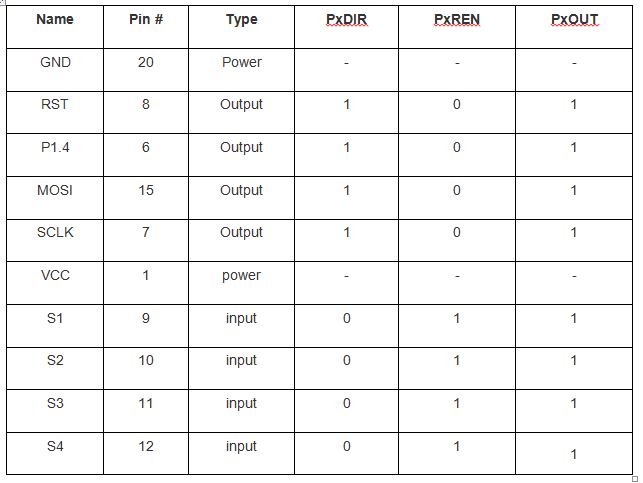 Name Pin # Type PxDIR PxREN PxOUT
GND 20 Power - - -
RST 8 Output 1 0 1
P1.4 6 Output 1 0 1
MOSI 15 Output 1 0 1
SCLK 7 Output 1 0 1
VCC 1 power - - -
S1 9 input 0 1 1
S2 10 input 0 1 1
S3 11 input 0 1 1
S4 12 input 0 1 1